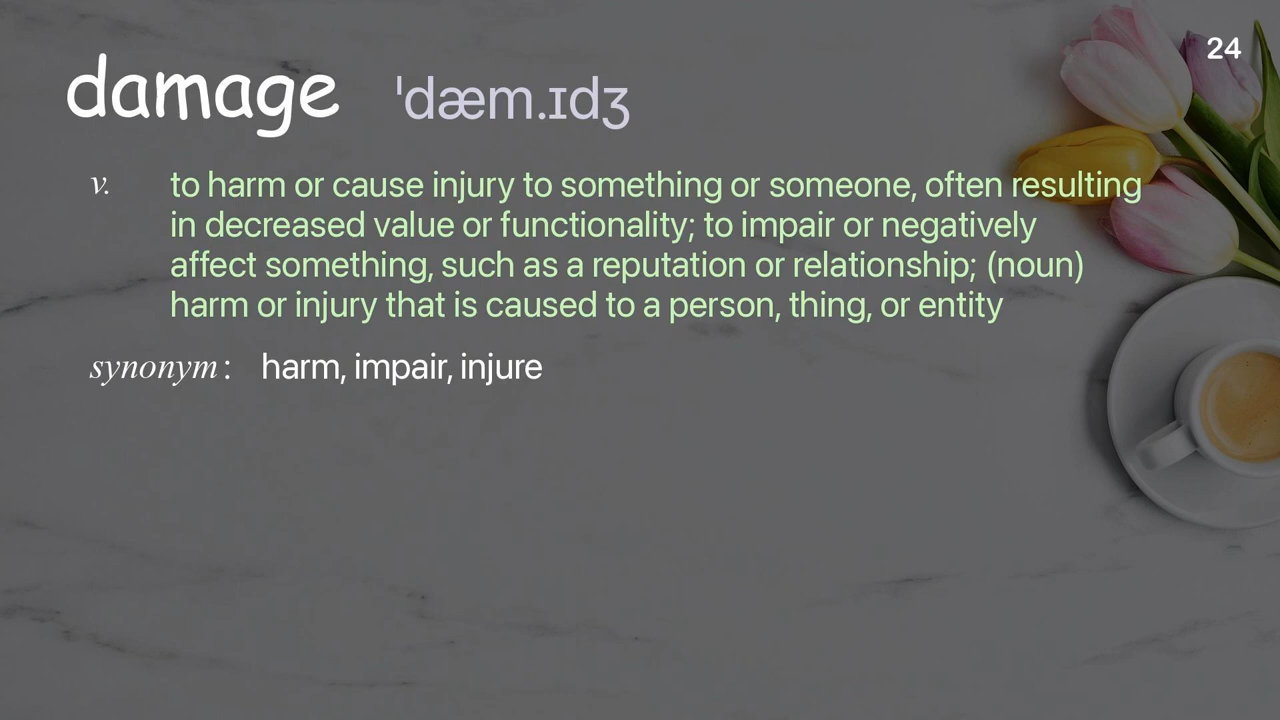 24
damage ˈdæm.ɪdʒ
v. to harm or cause injury to something or someone, often resulting
in decreased value or functionality; to impair or negatively
affect something, such as a reputation or relationship; (noun)
harm or injury that is caused to a person, thing, or entity
synonym: harm, impair, injure